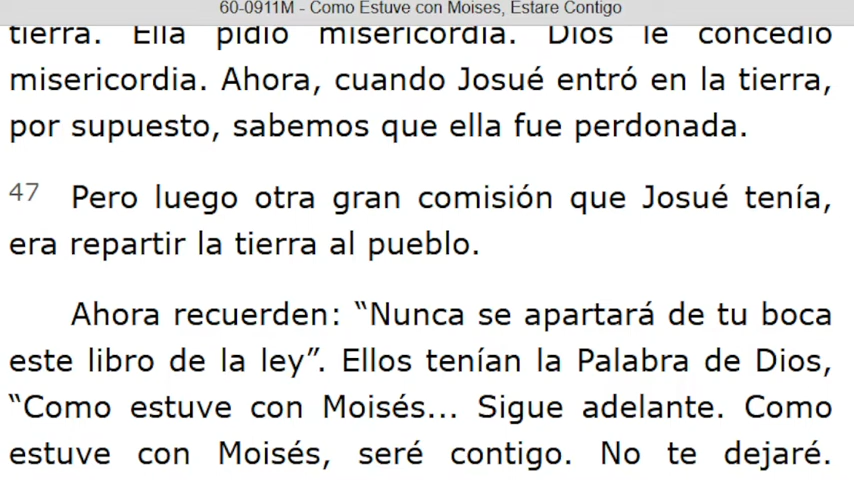 60-0911M - Como Estuve con Moises, Estare Contigo
tierra. Ella pidió misericordia. Dios le concedió
misericordia. Ahora, cuando Josué entró en la tierra,
por supuesto, sabemos que ella fue perdonada.
47 Pero luego otra gran comisión que Josué tenía,
era repartir la tierra al pueblo.
Ahora recuerden: “Nunca se apartará de tu boca
este libro de la ley”. Ellos tenían la Palabra de Dios,
“Como estuve con Moisés... Sigue adelante. Como
estuve con Moisés, seré contigo. No te dejaré.